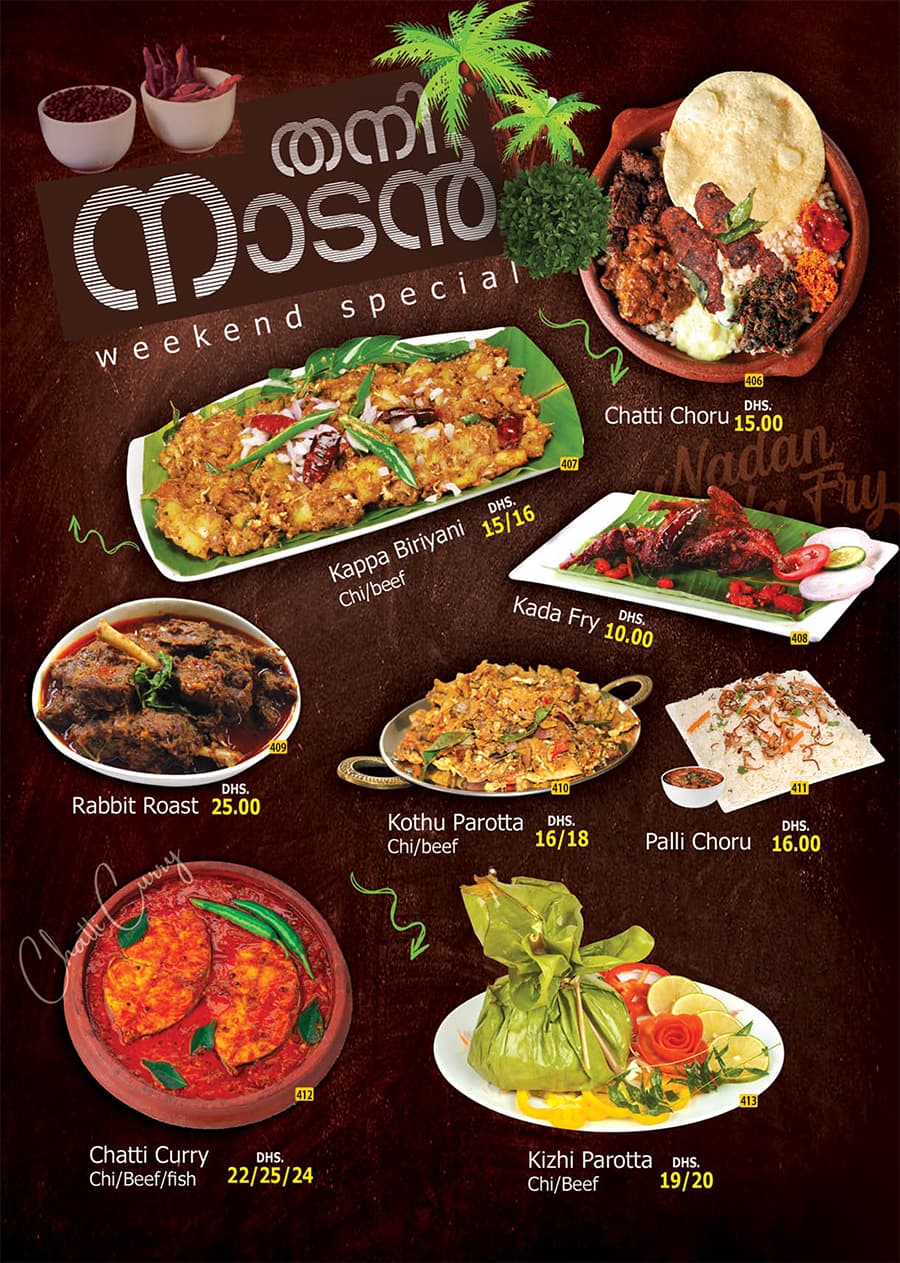 തനി
നാടൻ
weekend special
406
Chatti Choru DHS. 15.00
407
Kappa Biriyani DHS. 15/16
Chi/beef
Nadan
Fry
Kada Fry DHS. 10.00
408
409
Rabbit Roast DHS. 25.00
410
Kothu Parotta DHS. 16/18
Chi/beef
411
Palli Choru DHS. 16.00
Chatti Curry
412
Chatti Curry DHS. 22/25/24
Chi/Beef/fish
413
Kizhi Parotta DHS. 19/20
Chi/Beef